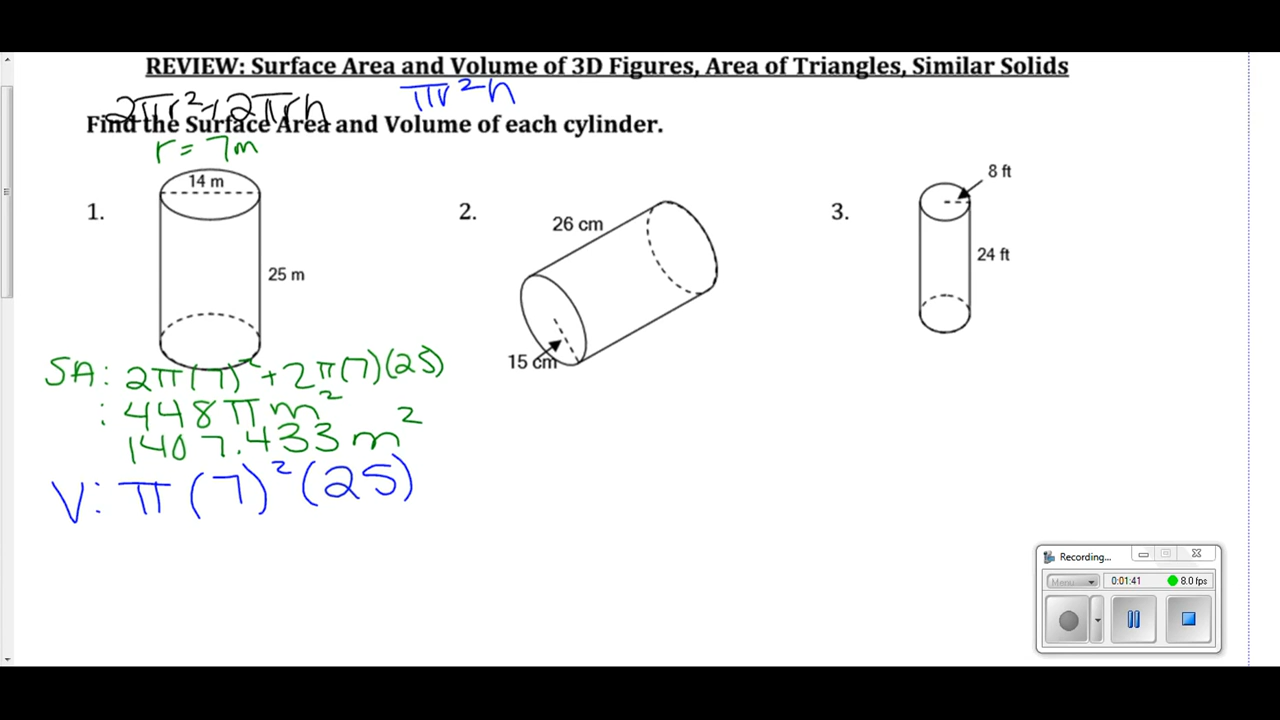 REVIEW: Surface Area and Volume of 3D Figures, Area of Triangles, Similar Solids
2πr²+2πrh
πr²h
Find the Surface Area and Volume of each cylinder.
r = 7m
1.
14 m
25 m
2.
26 cm
15 cm
3.
8 ft
24 ft
SA: 2π(7)²+2π(7)(25)
: 448π m²
1407.433 m²
V: π(7)²(25)
Recording...
Menu
0:01:41
8.0 fps